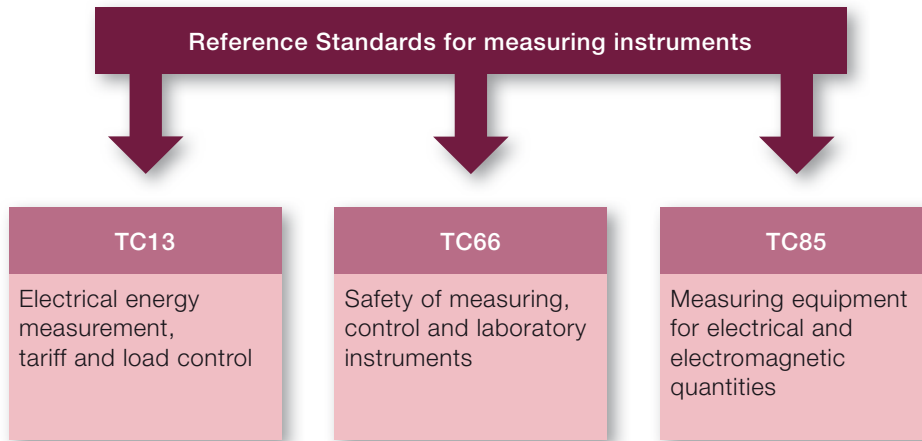 Reference Standards for measuring instruments
TC13
Electrical energy
measurement,
tariff and load control
TC66
Safety of measuring,
control and laboratory
instruments
TC85
Measuring equipment
for electrical and
electromagnetic
quantities